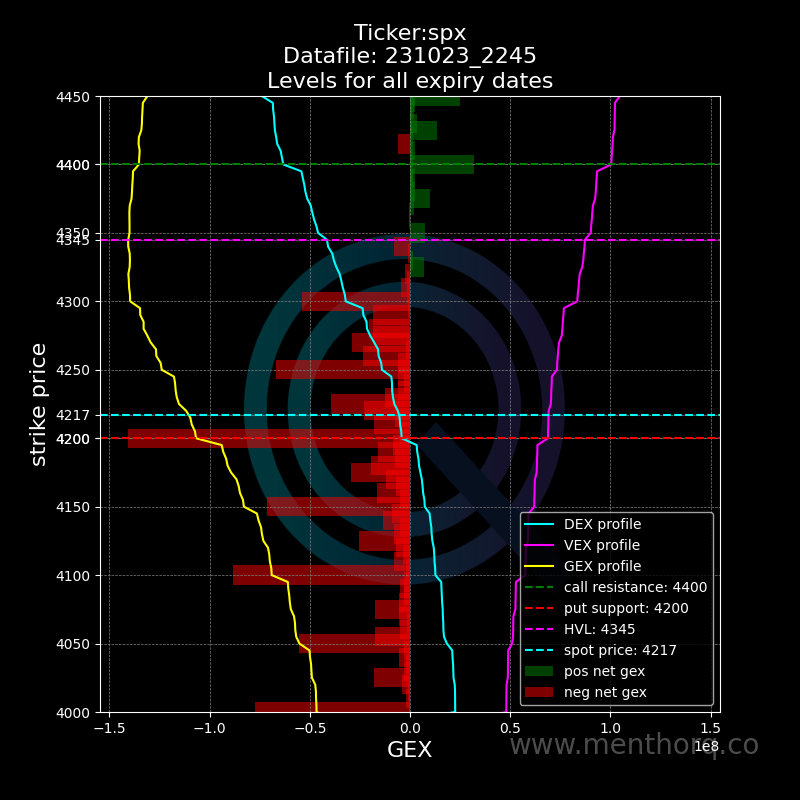 Ticker:spx
Datafile: 231023_2245
Levels for all expiry dates
strike price
4450
4400
4350
4345
4300
4250
4217
4200
4150
4100
4050
4000
DEX profile
VEX profile
GEX profile
call resistance: 4400
put support: 4200
HVL: 4345
spot price: 4217
pos net gex
neg net gex
−1.5 −1.0 −0.5 0.0 0.5 1.0 1.5
1e8
GEX
www.menthorq.co